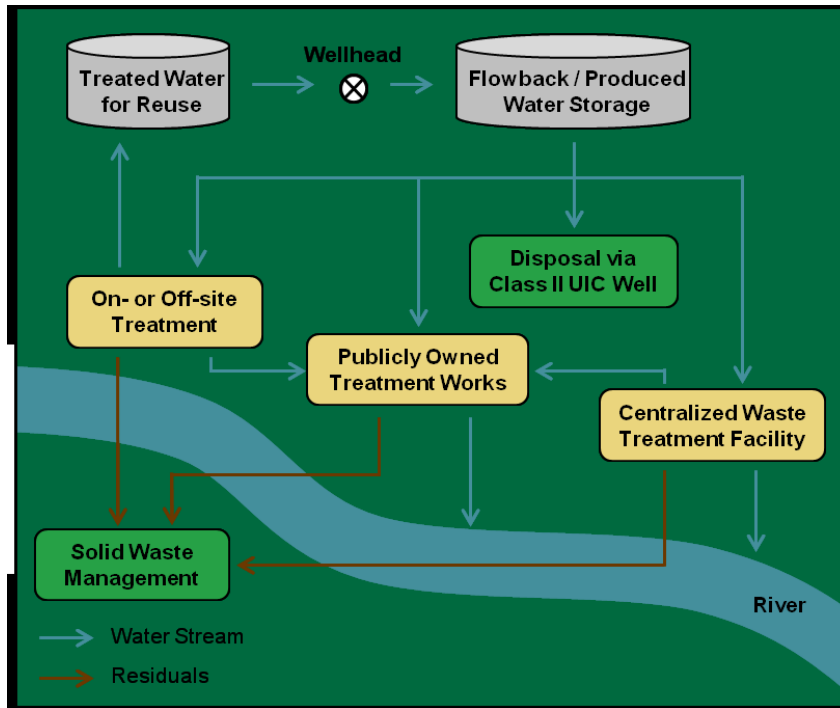 Wellhead
Treated Water
for Reuse
Flowback / Produced
Water Storage
Disposal via
Class II UIC Well
On- or Off-site
Treatment
Publicly Owned
Treatment Works
Centralized Waste
Treatment Facility
Solid Waste
Management
River
Water Stream
Residuals